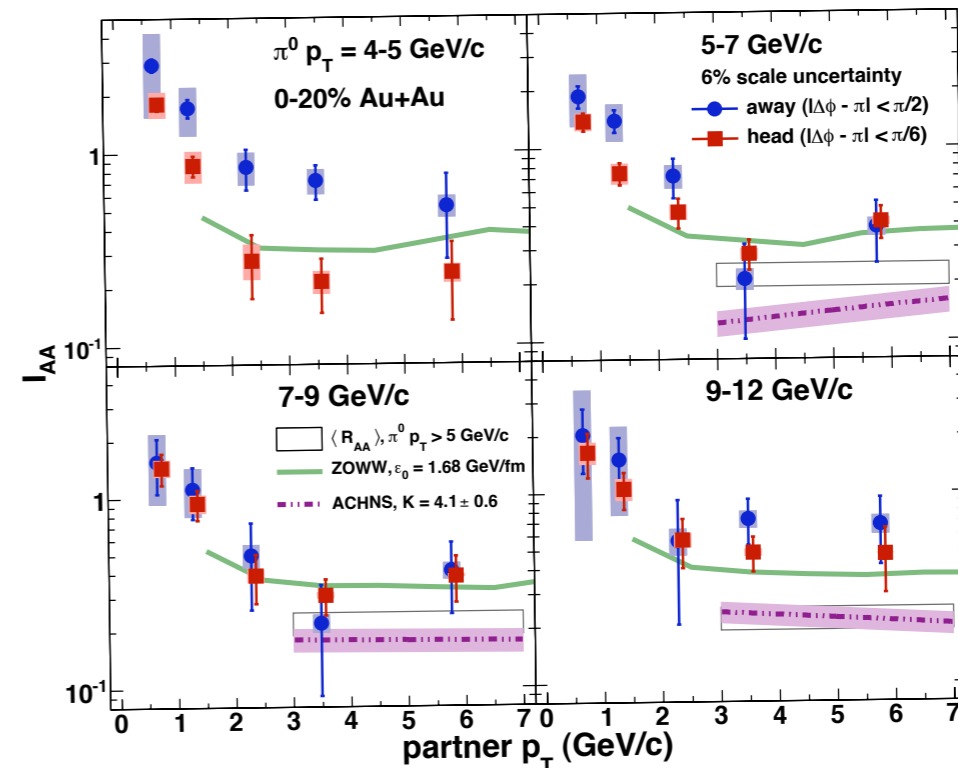 π⁰ p_T = 4-5 GeV/c
0-20% Au+Au
5-7 GeV/c
6% scale uncertainty
away (|Δϕ - π| < π/2)
head (|Δϕ - π| < π/6)
1
10⁻¹
I_AA
7-9 GeV/c
⟨ R_AA ⟩, π⁰ p_T > 5 GeV/c
ZOWW, ε₀ = 1.68 GeV/fm
ACHNS, K = 4.1 ± 0.6
9-12 GeV/c
1
10⁻¹
0 1 2 3 4 5 6 7 0 1 2 3 4 5 6 7
partner p_T (GeV/c)